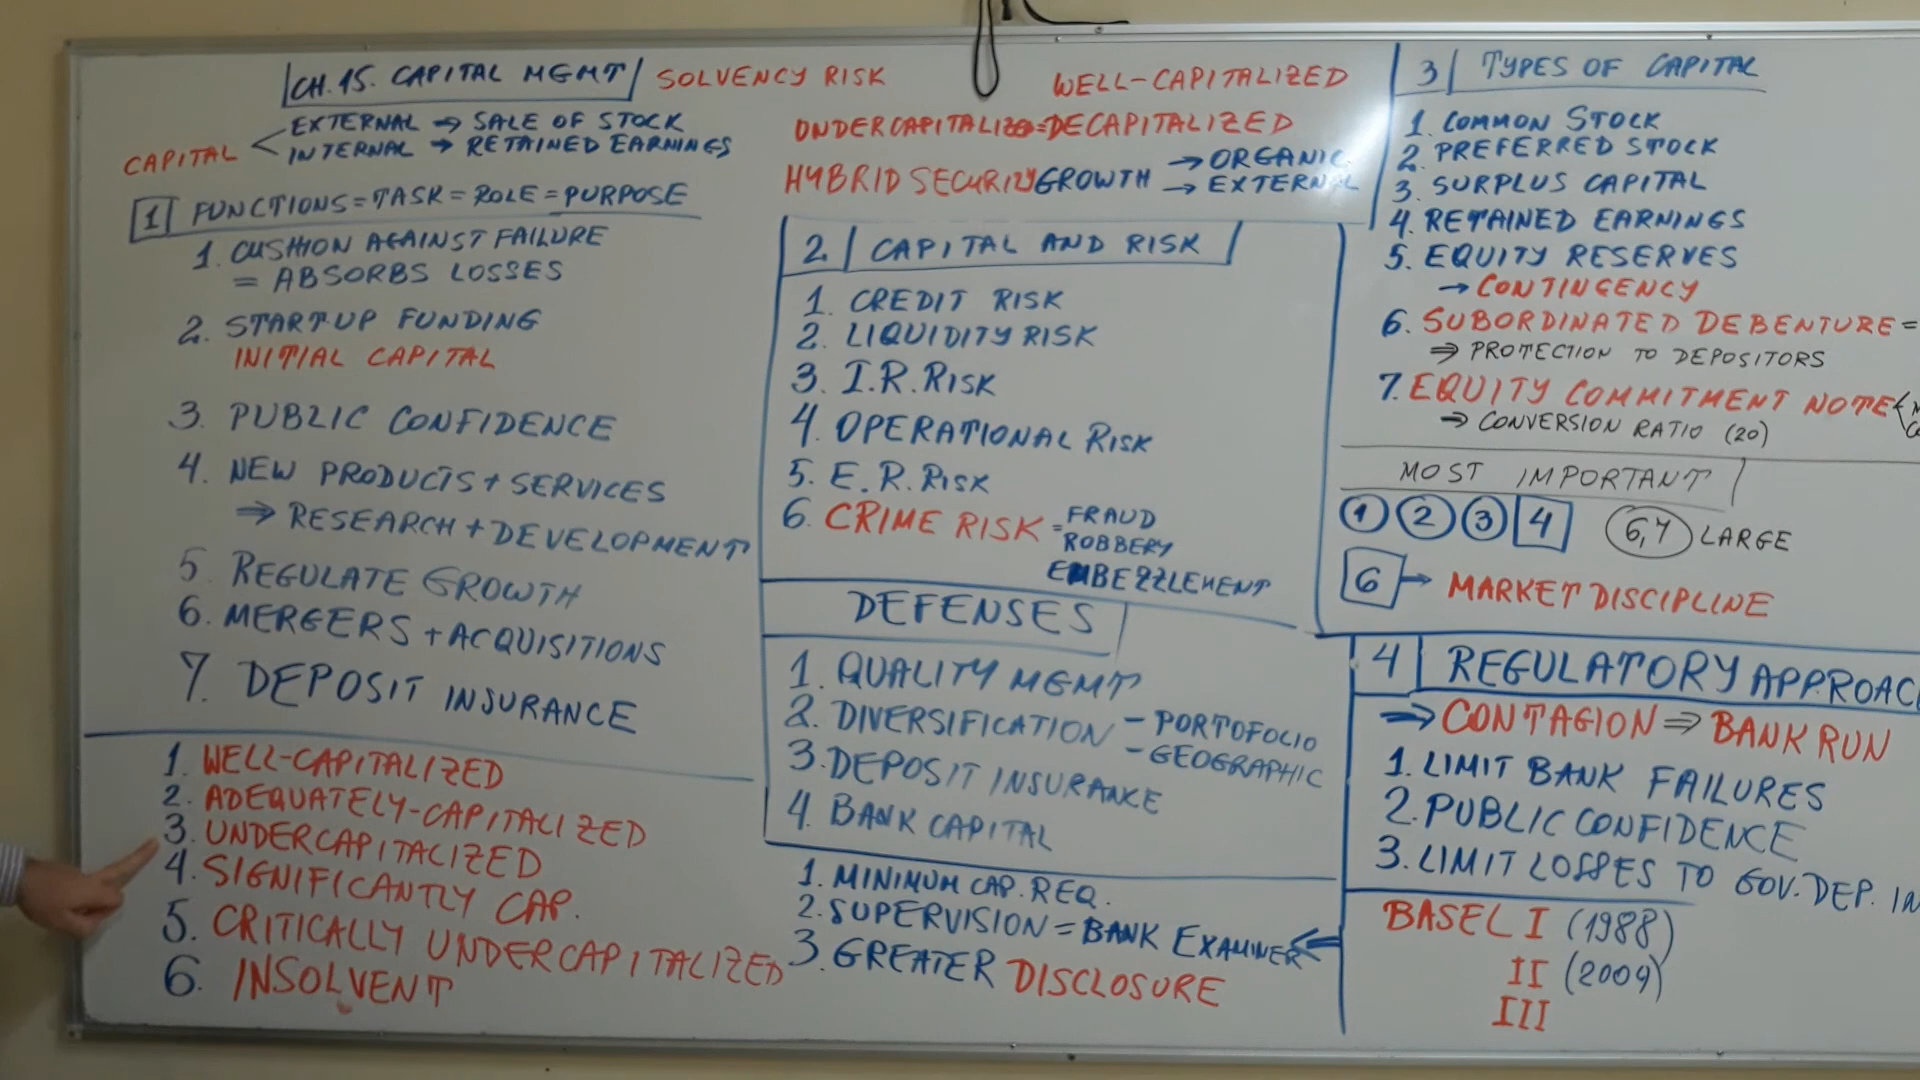 CH. 15. CAPITAL MGMT SOLVENCY RISK
WELL-CAPITALIZED
CAPITAL
EXTERNAL → SALE OF STOCK
INTERNAL → RETAINED EARNINGS
UNDERCAPITALIZED=DECAPITALIZED
HYBRID SECURITY GROWTH → ORGANIC
→ EXTERNAL
1 FUNCTIONS = TASK = ROLE = PURPOSE
1. CUSHION AGAINST FAILURE
= ABSORBS LOSSES
2. START-UP FUNDING
INITIAL CAPITAL
3. PUBLIC CONFIDENCE
4. NEW PRODUCTS + SERVICES
⇒ RESEARCH + DEVELOPMENT
5 REGULATE GROWTH
6. MERGERS + ACQUISITIONS
7. DEPOSIT INSURANCE
1. WELL-CAPITALIZED
2. ADEQUATELY-CAPITALIZED
3. UNDERCAPITALIZED
4. SIGNIFICANTLY CAP.
5. CRITICALLY UNDERCAPITALIZED
6. INSOLVENT
2. CAPITAL AND RISK
1. CREDIT RISK
2. LIQUIDITY RISK
3. I.R. RISK
4. OPERATIONAL RISK
5. E.R. RISK
6. CRIME RISK = FRAUD
ROBBERY
EMBEZZLEMENT
DEFENSES
1. QUALITY MGMT
2. DIVERSIFICATION - PORTOFOLIO
- GEOGRAPHIC
3. DEPOSIT INSURANCE
4. BANK CAPITAL
1. MINIMUM CAP. REQ.
2. SUPERVISION = BANK EXAMINER
3. GREATER DISCLOSURE
3 TYPES OF CAPITAL
1. COMMON STOCK
2. PREFERRED STOCK
3. SURPLUS CAPITAL
4. RETAINED EARNINGS
5. EQUITY RESERVES
→ CONTINGENCY
6. SUBORDINATED DEBENTURE =
⇒ PROTECTION TO DEPOSITORS
7. EQUITY COMMITMENT NOTE
⇒ CONVERSION RATIO (20)
MOST IMPORTANT
1 2 3 4 6,7 LARGE
6 → MARKET DISCIPLINE
4 REGULATORY APPROAC
⇒ CONTAGION ⇒ BANK RUN
1. LIMIT BANK FAILURES
2. PUBLIC CONFIDENCE
3. LIMIT LOSSES TO GOV. DEP. IN
BASEL I (1988)
II (2004)
III